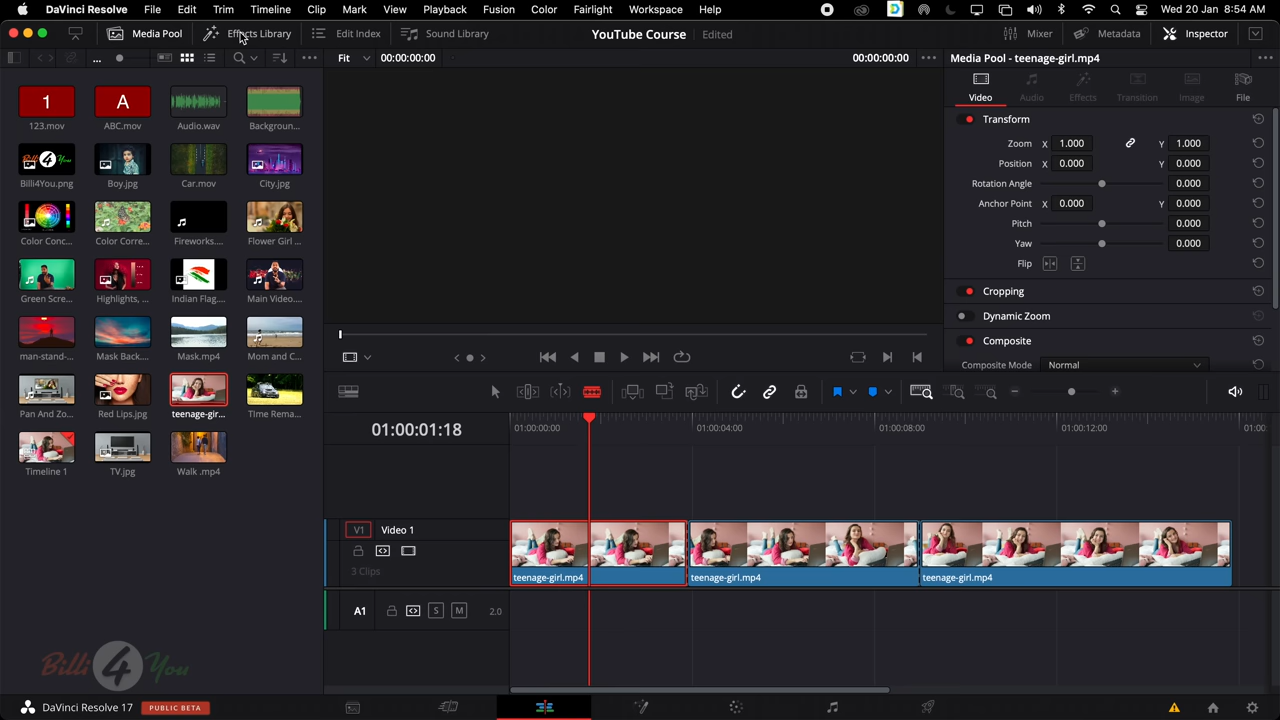 DaVinci Resolve File Edit Trim Timeline Clip Mark View Playback Fusion Color Fairlight Workspace Help Wed 20 Jan 8:54 AM
Media Pool Effects Library Edit Index Sound Library YouTube Course Edited Mixer Metadata Inspector
... Fit 00:00:00:00 00:00:00:00 Media Pool - teenage-girl.mp4
Video Audio Effects Transition Image File
1 A
123.mov ABC.mov Audio.wav Backgroun...
Billi 4 You
Billi4You.png Boy.jpg Car.mov City.jpg
Color Conc... Color Corre... Fireworks.... Flower Girl ...
Green Scre... Highlights, ... Indian Flag.... Main Video....
man-stand-... Mask Back.... Mask.mp4 Mom and C...
Pan And Zo... Red Lips.jpg teenage-gir... TIme Rema...
Timeline 1 TV.jpg Walk .mp4
Transform
Zoom X 1.000 Y 1.000
Position X 0.000 Y 0.000
Rotation Angle 0.000
Anchor Point X 0.000 Y 0.000
Pitch 0.000
Yaw 0.000
Flip
Cropping
Dynamic Zoom
Composite
Composite Mode Normal
01:00:01:18 01:00:00:00 01:00:04:00 01:00:08:00 01:00:12:00 01:00:
V1 Video 1
3 Clips
teenage-girl.mp4 teenage-girl.mp4 teenage-girl.mp4
A1 S M 2.0
Billi 4 You
DaVinci Resolve 17 PUBLIC BETA